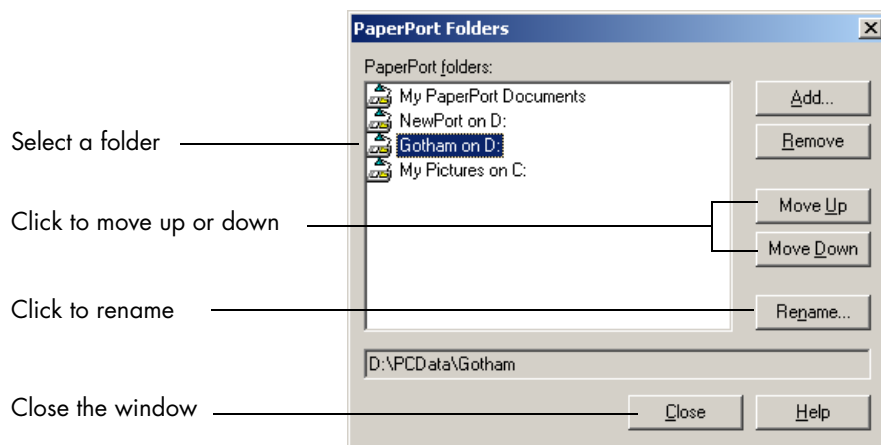 PaperPort Folders
PaperPort folders:
My PaperPort Documents
NewPort on D:
Gotham on D:
My Pictures on C:
Add...
Remove
Move Up
Move Down
Rename...
D:\PCData\Gotham
Close
Help
Select a folder
Click to move up or down
Click to rename
Close the window